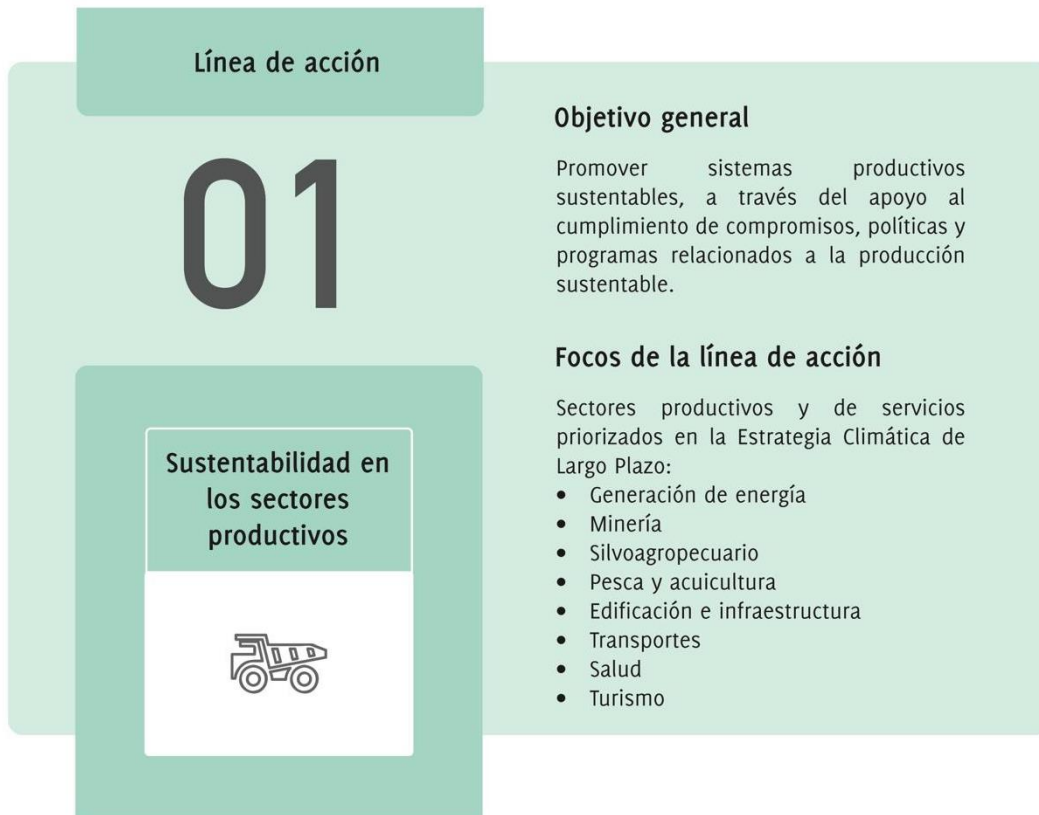 Línea de acción
01
Sustentabilidad en
los sectores
productivos
Objetivo general
Promover sistemas productivos
sustentables, a través del apoyo al
cumplimiento de compromisos, políticas y
programas relacionados a la producción
sustentable.
Focos de la línea de acción
Sectores productivos y de servicios
priorizados en la Estrategia Climática de
Largo Plazo:
• Generación de energía
• Minería
• Silvoagropecuario
• Pesca y acuicultura
• Edificación e infraestructura
• Transportes
• Salud
• Turismo